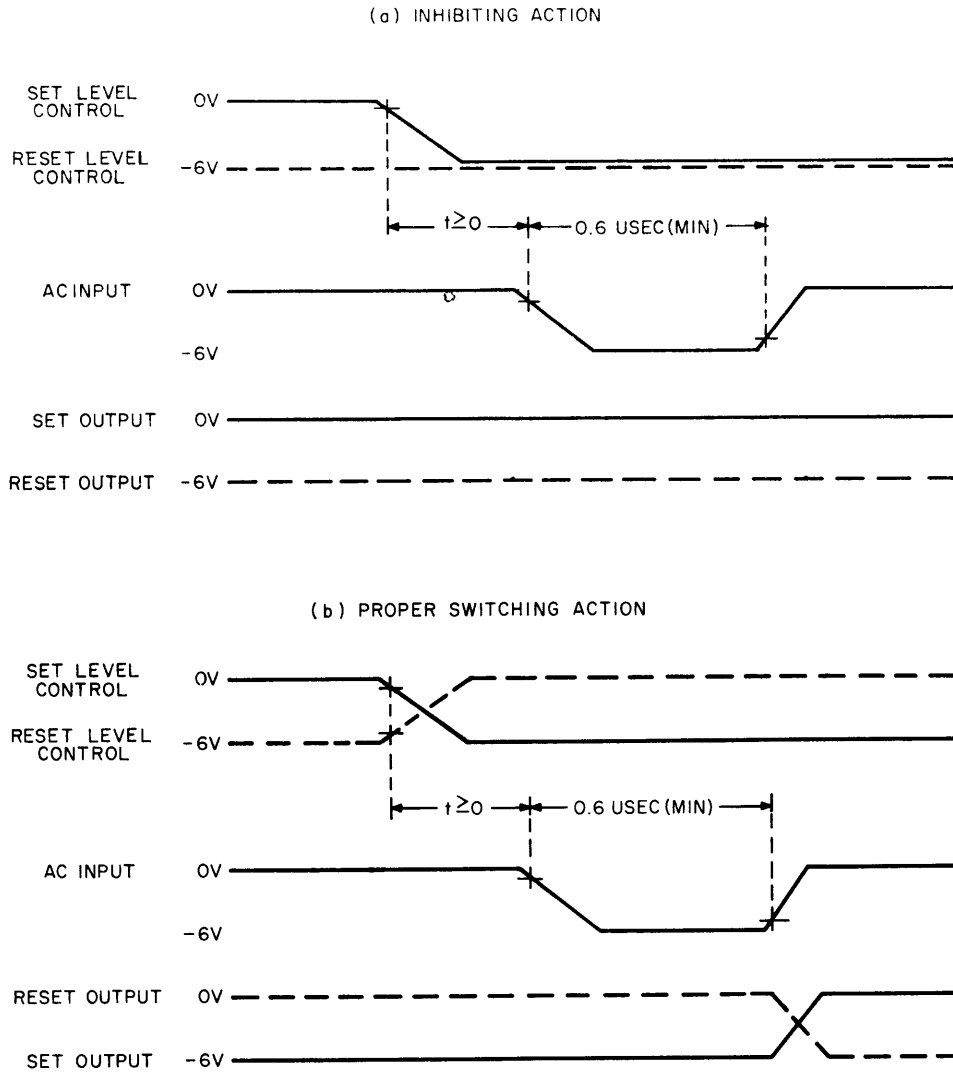 (a) INHIBITING ACTION
SET LEVEL
CONTROL
0V
RESET LEVEL
CONTROL
-6V
t≥0
0.6 USEC(MIN)
AC INPUT
0V
-6V
SET OUTPUT
0V
RESET OUTPUT
-6V
(b) PROPER SWITCHING ACTION
SET LEVEL
CONTROL
0V
RESET LEVEL
CONTROL
-6V
t≥0
0.6 USEC(MIN)
AC INPUT
0V
-6V
RESET OUTPUT
0V
SET OUTPUT
-6V